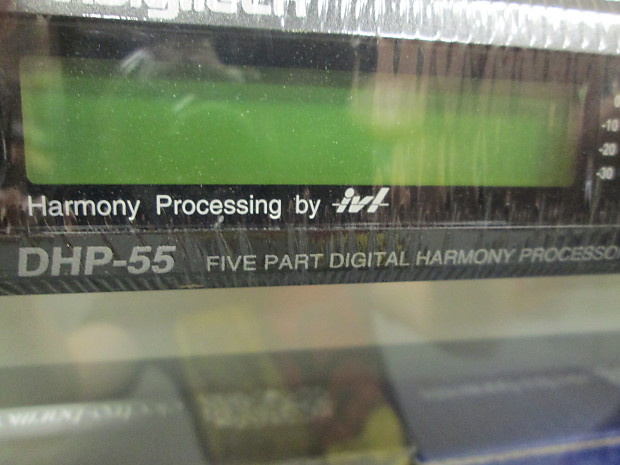 Harmony Processing by ivl
-10
-20
-30
DHP-55 FIVE PART DIGITAL HARMONY PROCESSO